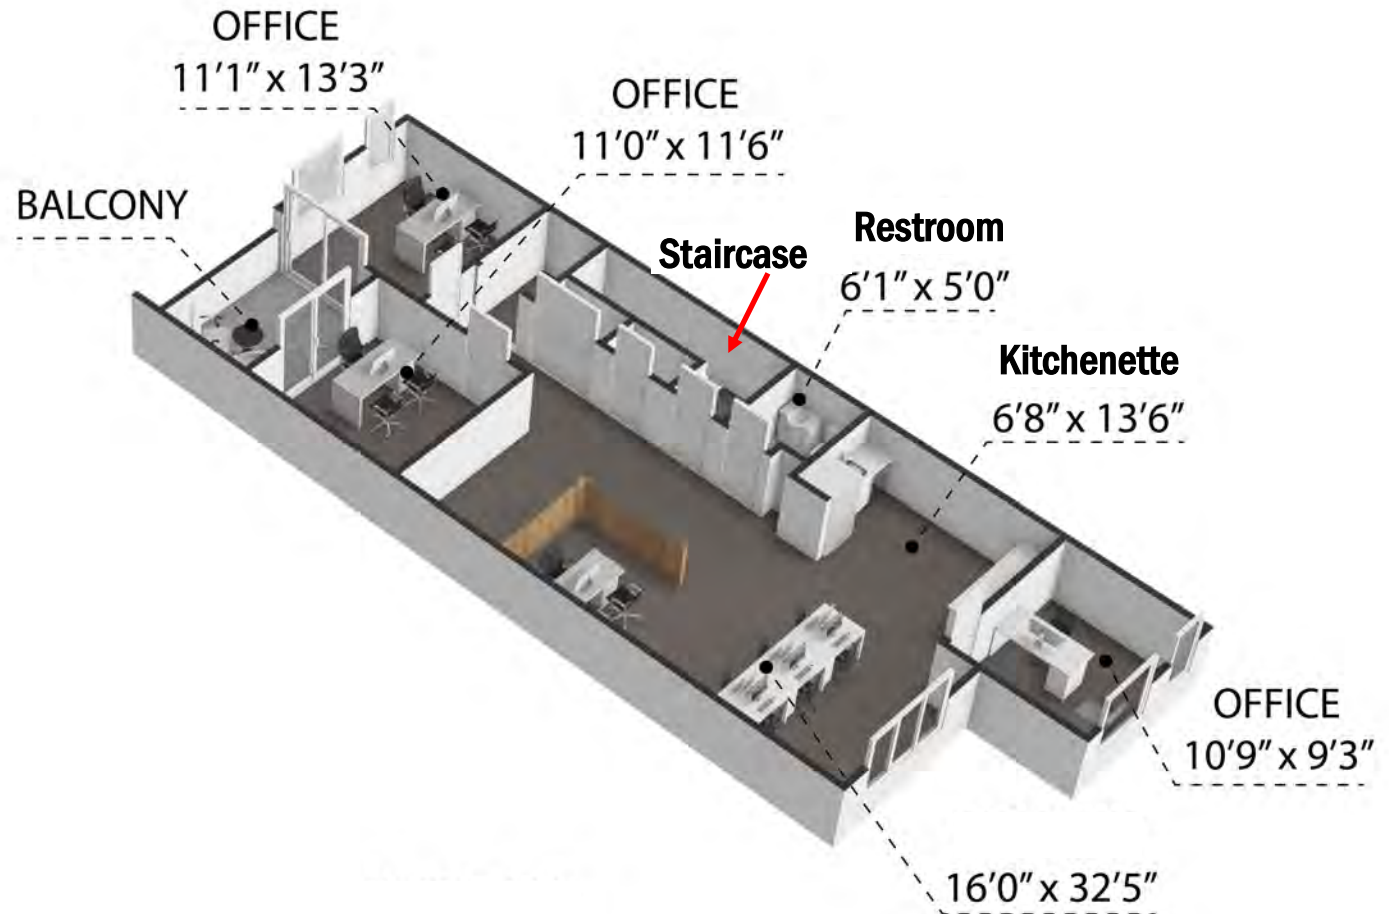 OFFICE
11’1” x 13’3”
OFFICE
11’0” x 11’6”
BALCONY
Staircase
Restroom
6’1” x 5’0”
Kitchenette
6’8” x 13’6”
OFFICE
10’9” x 9’3”
16’0” x 32’5”